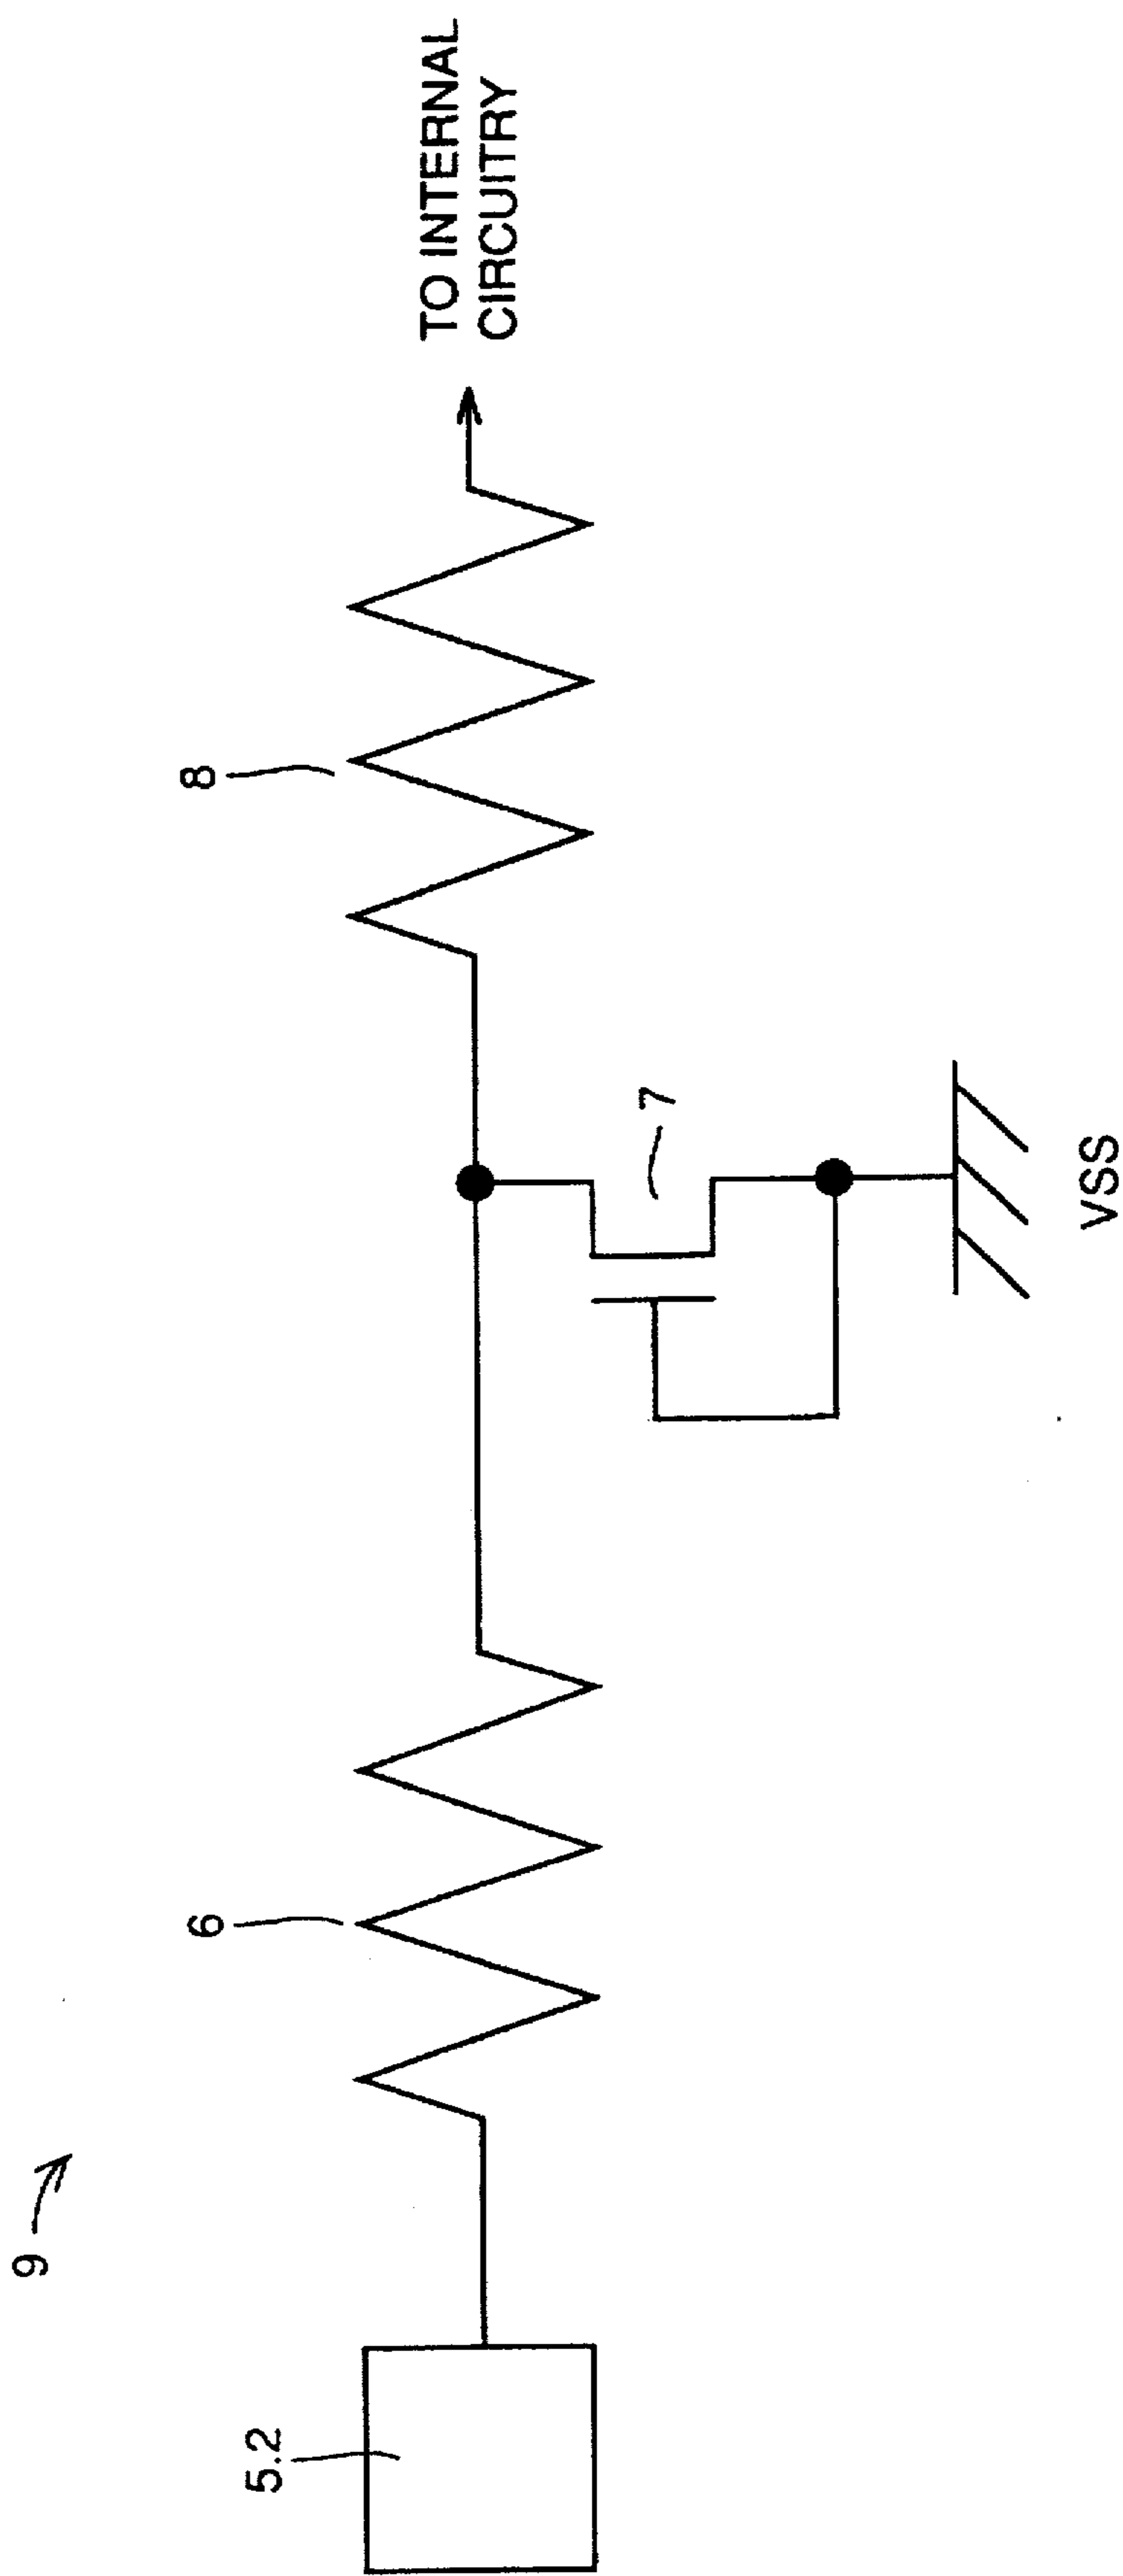 9
5.2
6
8
7
TO INTERNAL
CIRCUITRY
VSS